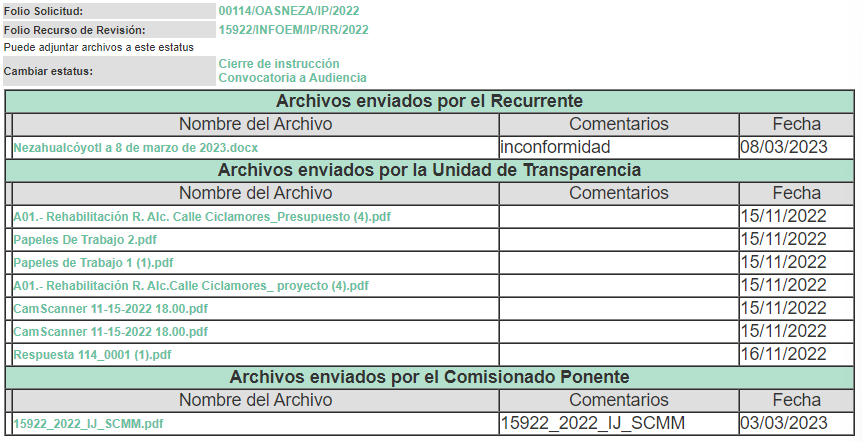 Folio Solicitud: 00114/OASNEZA/IP/2022
Folio Recurso de Revisión: 15922/INFOEM/IP/RR/2022
Puede adjuntar archivos a este estatus
Cambiar estatus: Cierre de instrucción
Convocatoria a Audiencia
Archivos enviados por el Recurrente
Nombre del Archivo Comentarios Fecha
Nezahualcóyotl a 8 de marzo de 2023.docx inconformidad 08/03/2023
Archivos enviados por la Unidad de Transparencia
Nombre del Archivo Comentarios Fecha
A01.- Rehabilitación R. Alc. Calle Ciclamores_Presupuesto (4).pdf 15/11/2022
Papeles De Trabajo 2.pdf 15/11/2022
Papeles de Trabajo 1 (1).pdf 15/11/2022
A01.- Rehabilitación R. Alc.Calle Ciclamores_ proyecto (4).pdf 15/11/2022
CamScanner 11-15-2022 18.00.pdf 15/11/2022
CamScanner 11-15-2022 18.00.pdf 15/11/2022
Respuesta 114_0001 (1).pdf 16/11/2022
Archivos enviados por el Comisionado Ponente
Nombre del Archivo Comentarios Fecha
15922_2022_IJ_SCMM.pdf 15922_2022_IJ_SCMM 03/03/2023